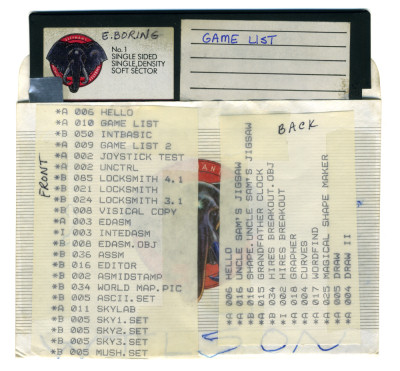 E.BORING
No.1
SINGLE SIDED
SINGLE, DENSITY
SOFT SECTOR
GAME LIST
FRONT
*A 006 HELLO
*A 010 GAME LIST
*B 050 INTBASIC
*A 009 GAME LIST 2
*A 002 JOYSTICK TEST
*A 002 UNCTRL
*B 085 LOCKSMITH 4.1
*B 021 LOCKSMITH
*B 024 LOCKSMITH 3.1
*B 008 VISICAL COPY
*A 003 EDASM
*I 003 INTEDASM
*B 008 EDASM.OBJ
*B 036 ASSM
*B 016 EDITOR
*B 002 ASMIDSTAMP
*B 034 WORLD MAP.PIC
*B 005 ASCII.SET
*A 011 SKYLAB
*B 005 SKY1.SET
*B 005 SKY2.SET
*B 005 SKY3.SET
*B 005 MUSH.SET
BACK
*A 006 HELLO
*A 016 UNCLE SAM'S JIGSAW
*B 016 SHAPE.UNCLE SAM'S JIGSAW
*A 015 GRANDFATHER CLOCK
*B 034 HIRES BREAKOUT.OBJ
*I 002 HIRES BREAKOUT
*A 018 GRAPHER
*A 004 CURVES
*A 017 WORDFIND
*A 025 MAGICAL SHAPE MAKER
*A 005 DRAW
*A 004 DRAW II